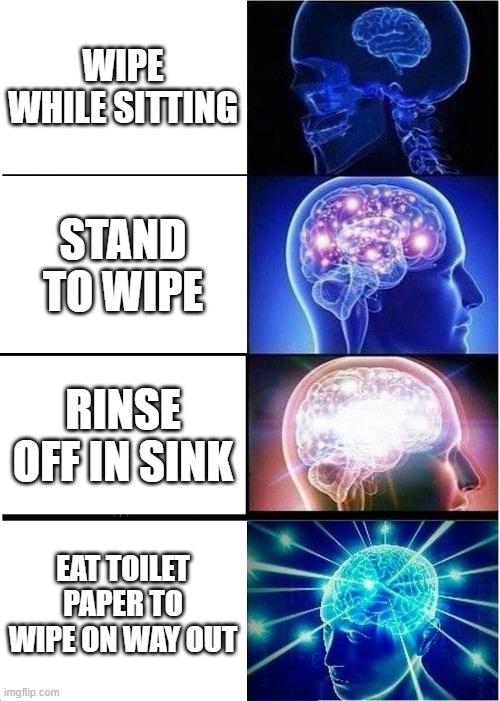 WIPE
WHILE SITTING
STAND
TO WIPE
RINSE
OFF IN SINK
EAT TOILET
PAPER TO
WIPE ON WAY OUT
imgflip.com